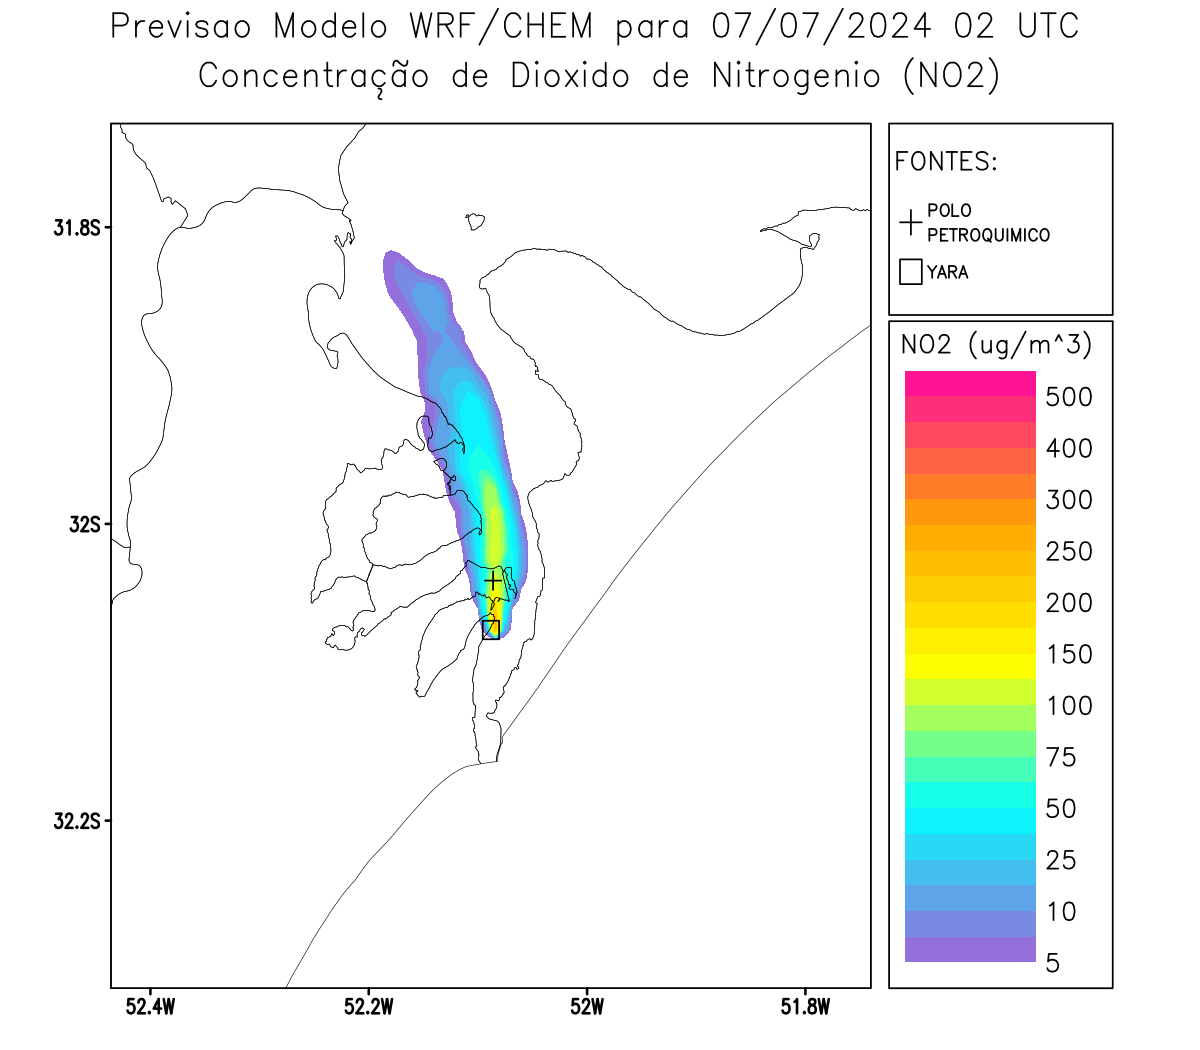 Previsao Modelo WRF/CHEM para 07/07/2024 02 UTC
Concentração de Dioxido de Nitrogenio (NO2)
FONTES:
POLO
PETROQUIMICO
YARA
NO2 (ug/m^3)
500
400
300
250
200
150
100
75
50
25
10
5
31.8S
32S
32.2S
52.4W
52.2W
52W
51.8W